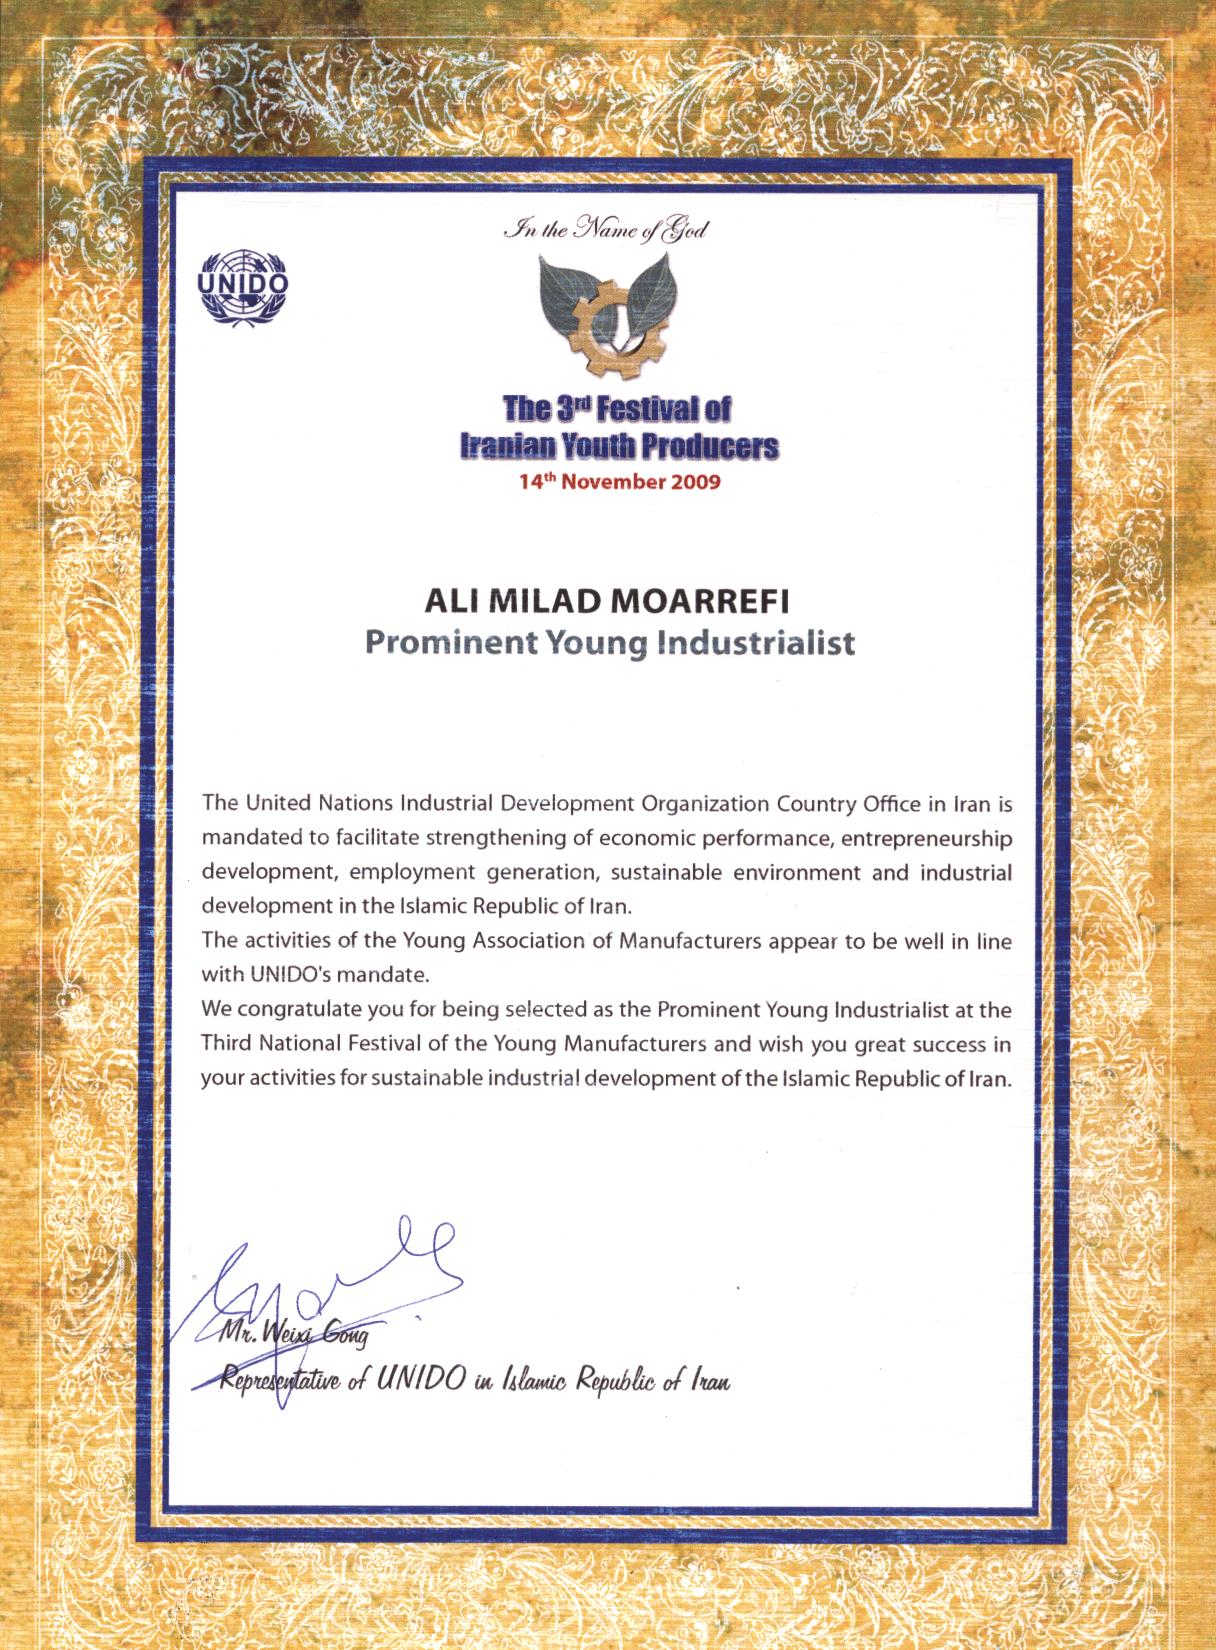 In the Name of God
UNIDO
The 3rd Festival of
Iranian Youth Producers
14th November 2009
ALI MILAD MOARREFI
Prominent Young Industrialist
The United Nations Industrial Development Organization Country Office in Iran is
mandated to facilitate strengthening of economic performance, entrepreneurship
development, employment generation, sustainable environment and industrial
development in the Islamic Republic of Iran.
The activities of the Young Association of Manufacturers appear to be well in line
with UNIDO's mandate.
We congratulate you for being selected as the Prominent Young Industrialist at the
Third National Festival of the Young Manufacturers and wish you great success in
your activities for sustainable industrial development of the Islamic Republic of Iran.
Mr. Weixi Gong
Representative of UNIDO in Islamic Republic of Iran